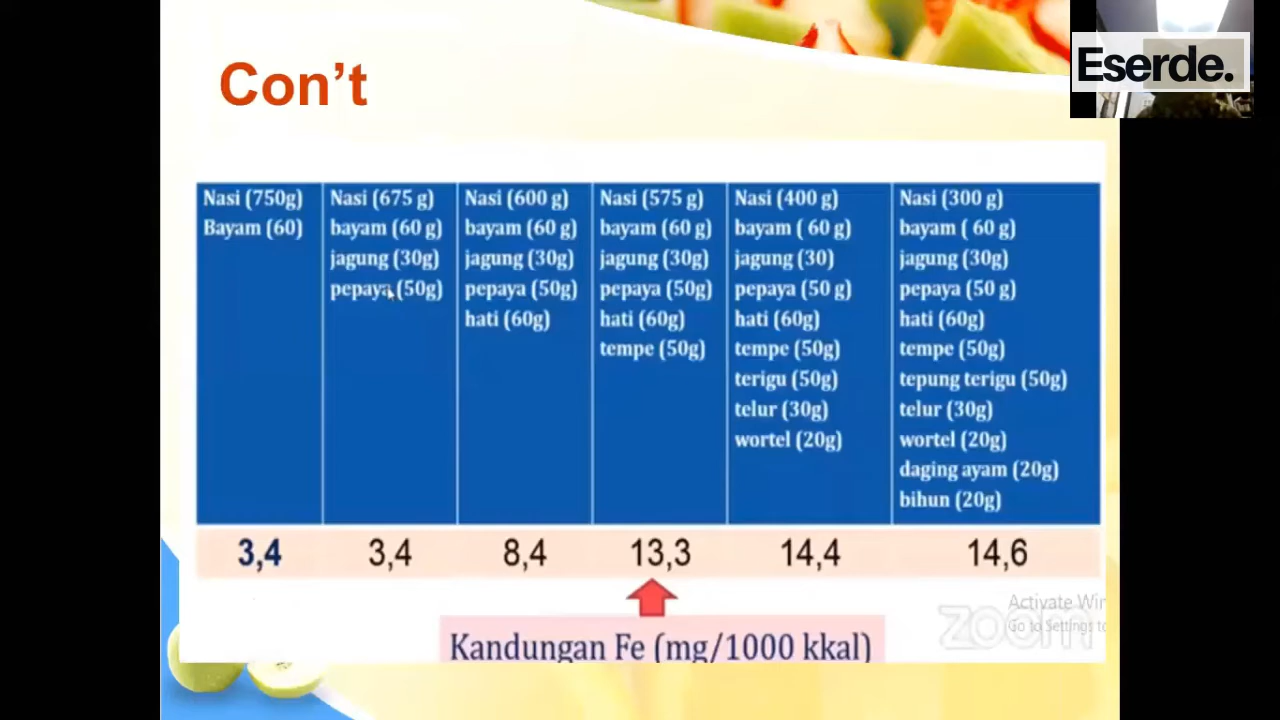 Con't
Eserde.
Nasi (750g)
Bayam (60)
Nasi (675 g)
bayam (60 g)
jagung (30g)
pepaya (50g)
Nasi (600 g)
bayam (60 g)
jagung (30g)
pepaya (50g)
hati (60g)
Nasi (575 g)
bayam (60 g)
jagung (30g)
pepaya (50g)
hati (60g)
tempe (50g)
Nasi (400 g)
bayam ( 60 g)
jagung (30)
pepaya (50 g)
hati (60g)
tempe (50g)
terigu (50g)
telur (30g)
wortel (20g)
Nasi (300 g)
bayam ( 60 g)
jagung (30g)
pepaya (50 g)
hati (60g)
tempe (50g)
tepung terigu (50g)
telur (30g)
wortel (20g)
daging ayam (20g)
bihun (20g)
3,4 3,4 8,4 13,3 14,4 14,6
Kandungan Fe (mg/1000 kkal)
zoom
Activate Win
Go to Settings to